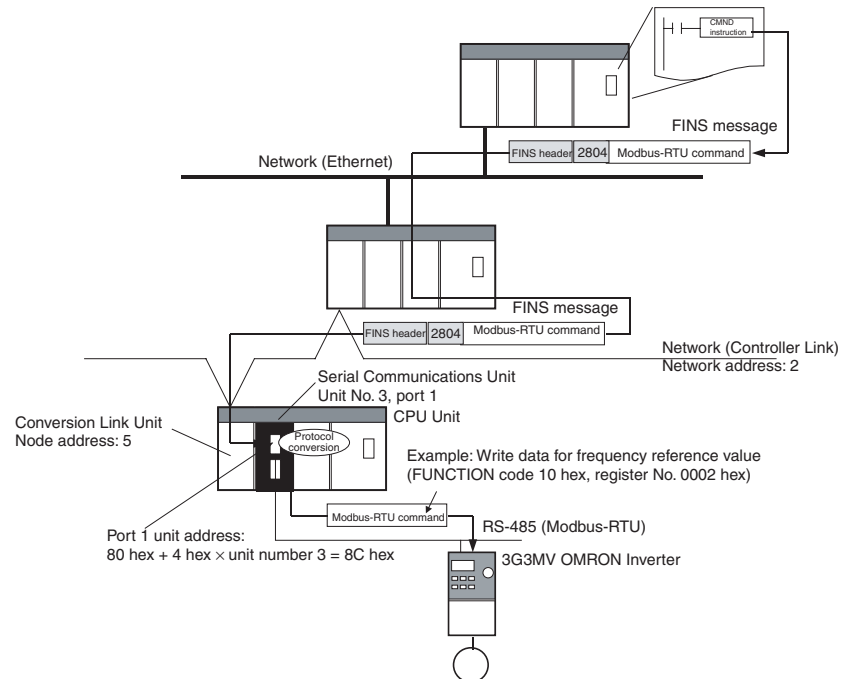 CMND
instruction
FINS message
FINS header 2804 Modbus-RTU command
Network (Ethernet)
FINS message
FINS header 2804 Modbus-RTU command
Network (Controller Link)
Network address: 2
Serial Communications Unit
Unit No. 3, port 1
CPU Unit
Conversion Link Unit
Node address: 5
Protocol
conversion
Example: Write data for frequency reference value
(FUNCTION code 10 hex, register No. 0002 hex)
Modbus-RTU command
RS-485 (Modbus-RTU)
Port 1 unit address:
80 hex + 4 hex × unit number 3 = 8C hex
3G3MV OMRON Inverter